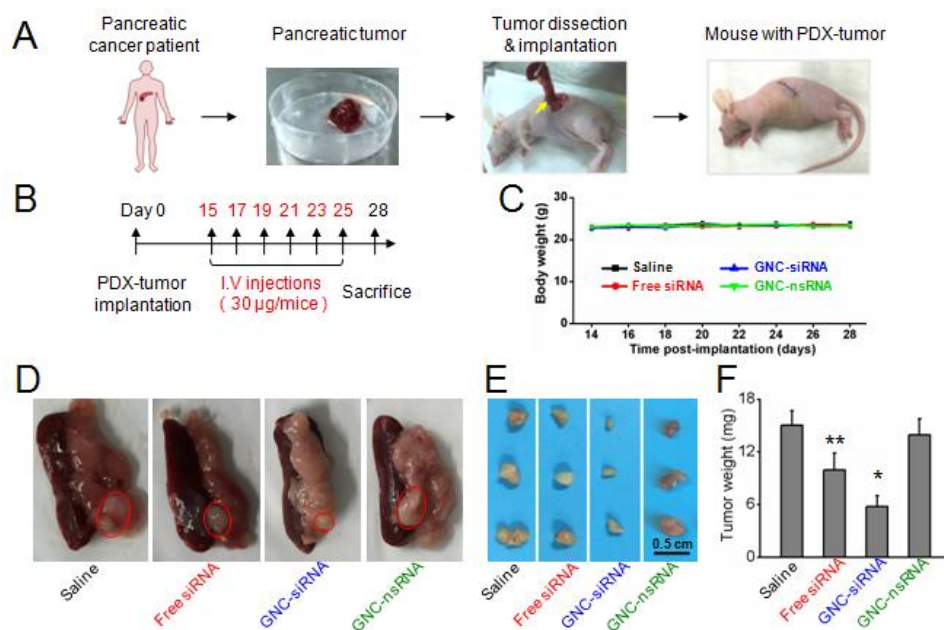 A
Pancreatic
cancer patient
Pancreatic tumor
Tumor dissection
& implantation
Mouse with PDX-tumor
B
Day 0 15 17 19 21 23 25 28
PDX-tumor
implantation
I.V injections
( 30 µg/mice)
Sacrifice
C
Body weight (g)
30
20
10
0
Saline
Free siRNA
GNC-siRNA
GNC-nsRNA
14 16 18 20 22 24 26 28
Time post-implantation (days)
D
Saline
Free siRNA
GNC-siRNA
GNC-nsRNA
E
0.5 cm
Saline
Free siRNA
GNC-siRNA
GNC-nsRNA
F
Tumor weight (mg)
18
12
6
0
**
*
Saline
Free siRNA
GNC-siRNA
GNC-nsRNA